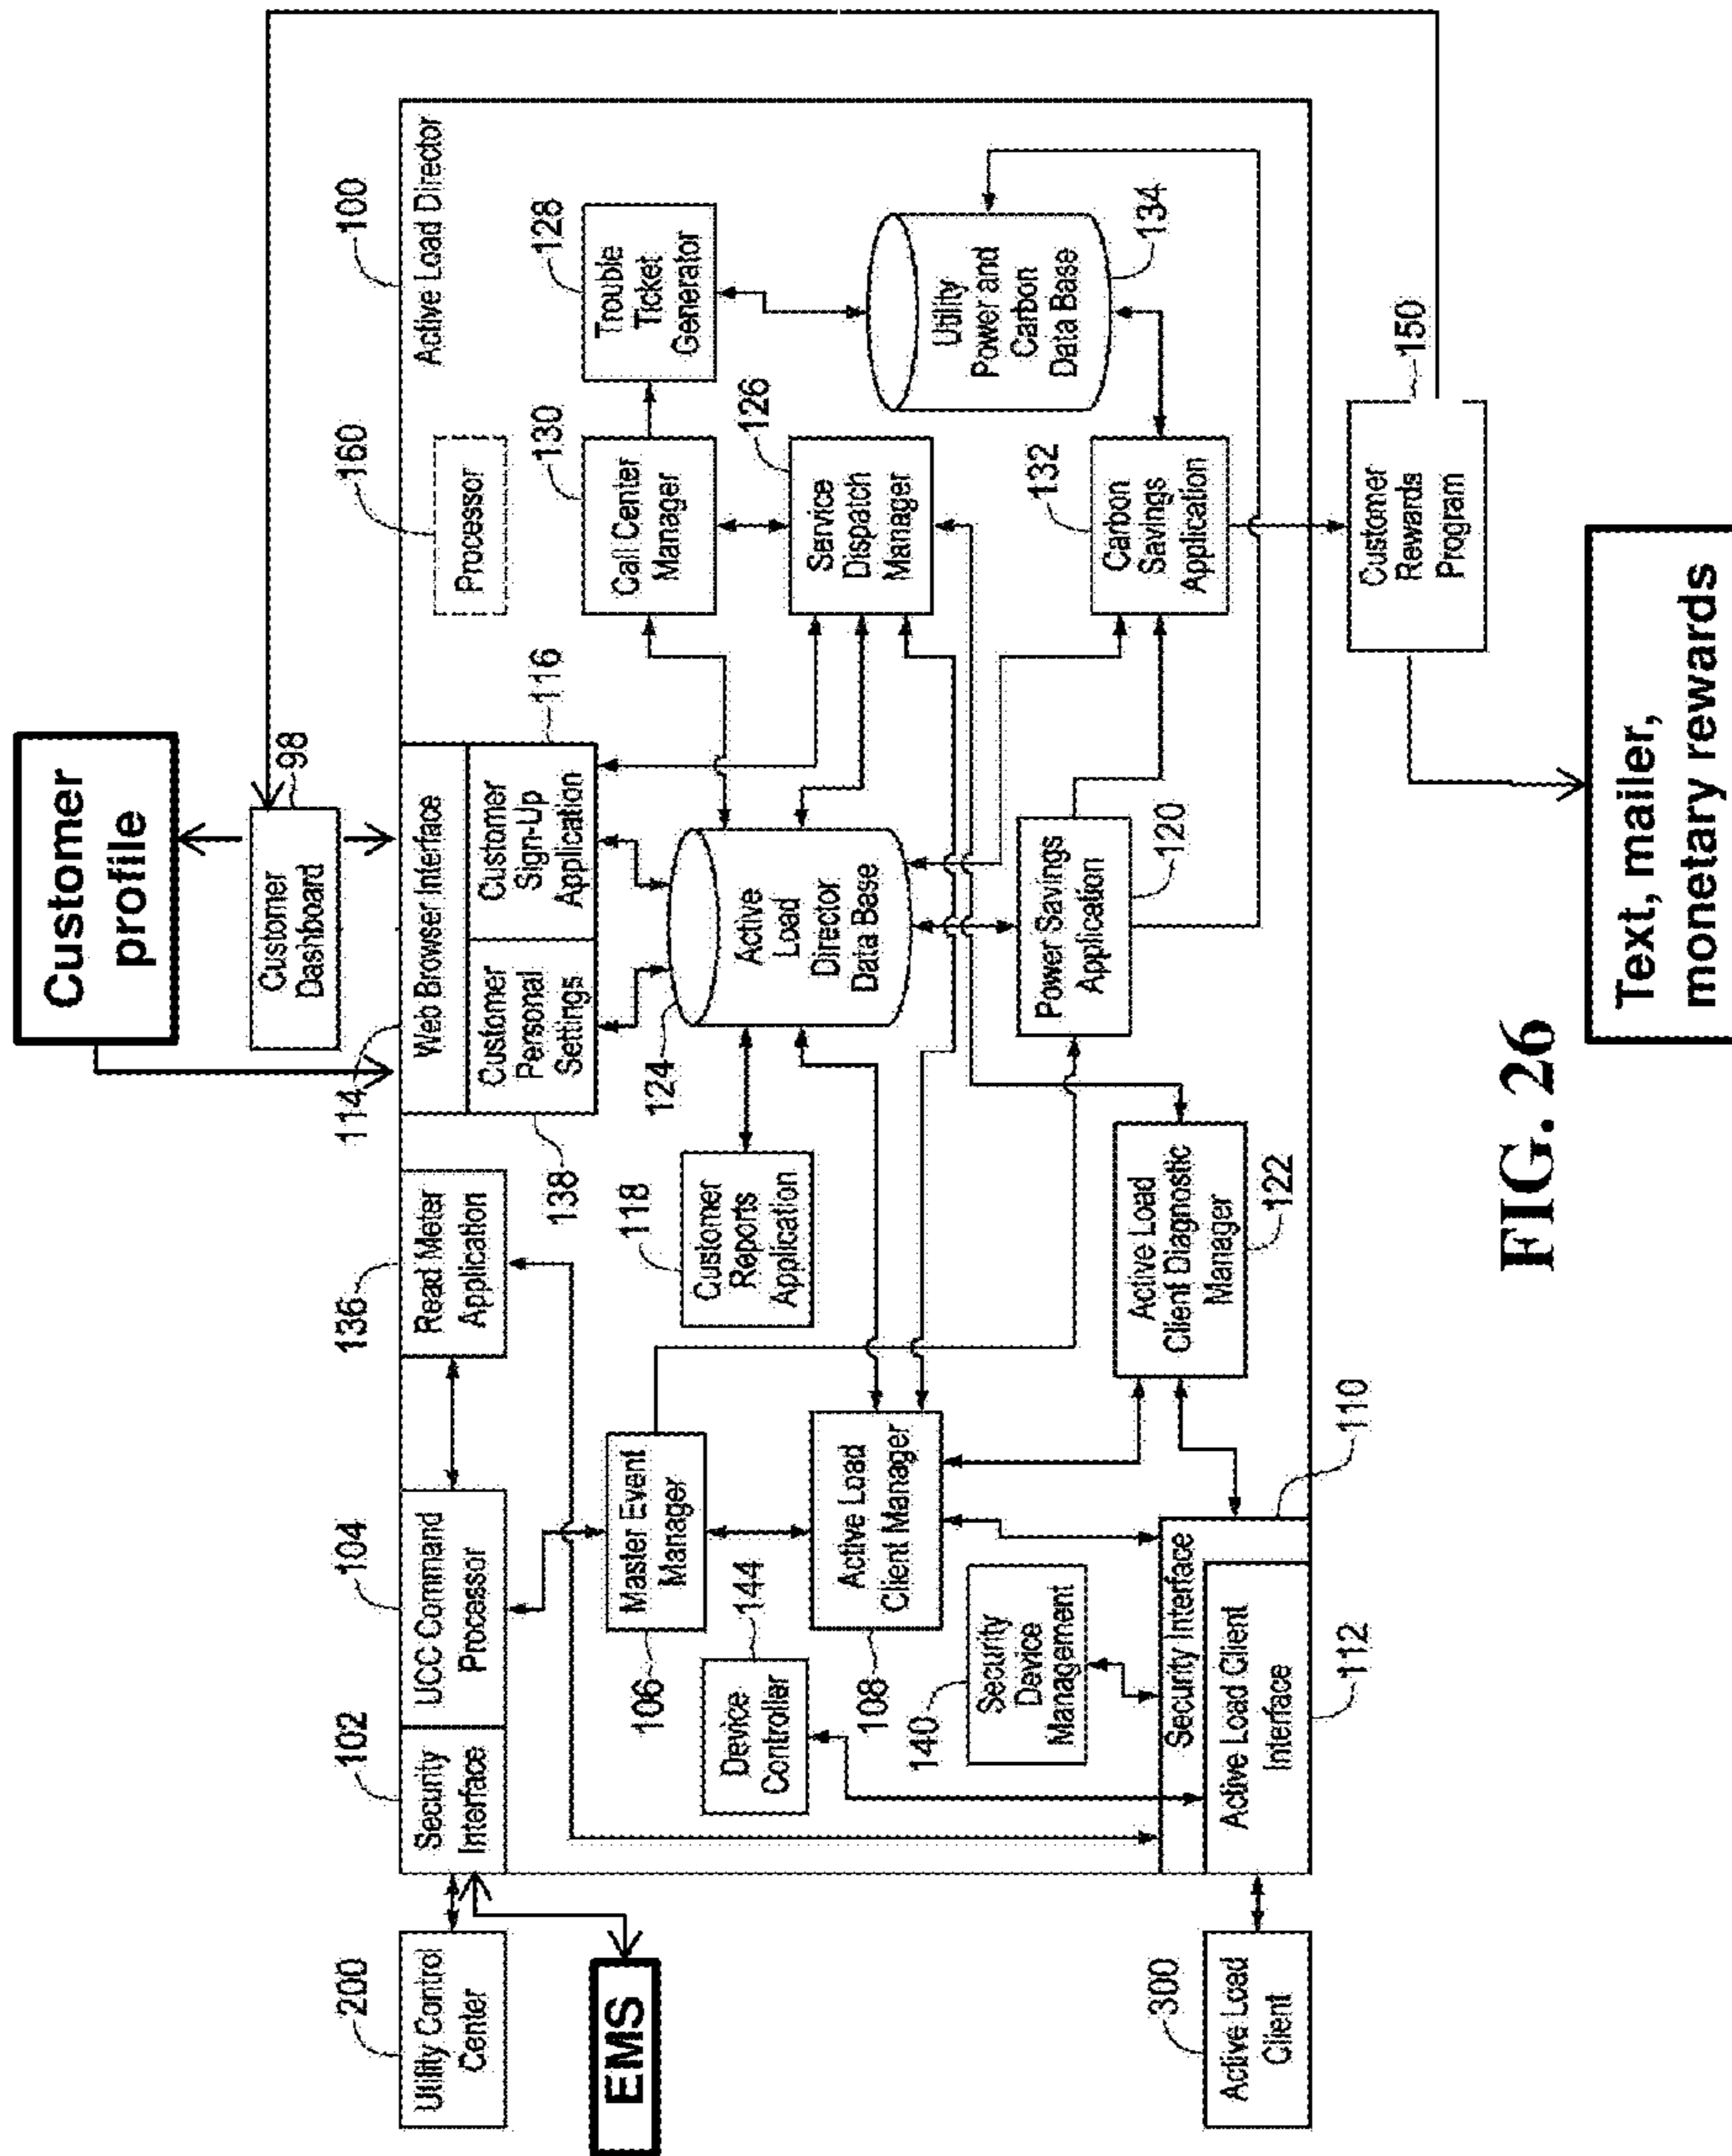 Customer
profile
98
Customer
Dashboard
200
Utility Control
Center
EMS
300
Active Load
Client
100
Active Load Director
102
Security
Interface
104
UCC Command
Processor
136
Read Meter
Application
114
Web Browser Interface
138
Customer
Personal
Settings
116
Customer
Sign-Up
Application
160
Processor
130
Call Center
Manager
128
Trouble
Ticket
Generator
106
Master Event
Manager
144
Device
Controller
118
Customer
Reports
Application
124
Active
Load
Director
Data Base
126
Service
Dispatch
Manager
134
Utility
Power and
Carbon
Data Base
108
Active Load
Client Manager
140
Security
Device
Management
110
Security Interface
112
Active Load Client
Interface
122
Active Load
Client Diagnostic
Manager
120
Power Savings
Application
132
Carbon
Savings
Application
150
Customer
Rewards
Program
Text, mailer,
monetary rewards
FIG. 26